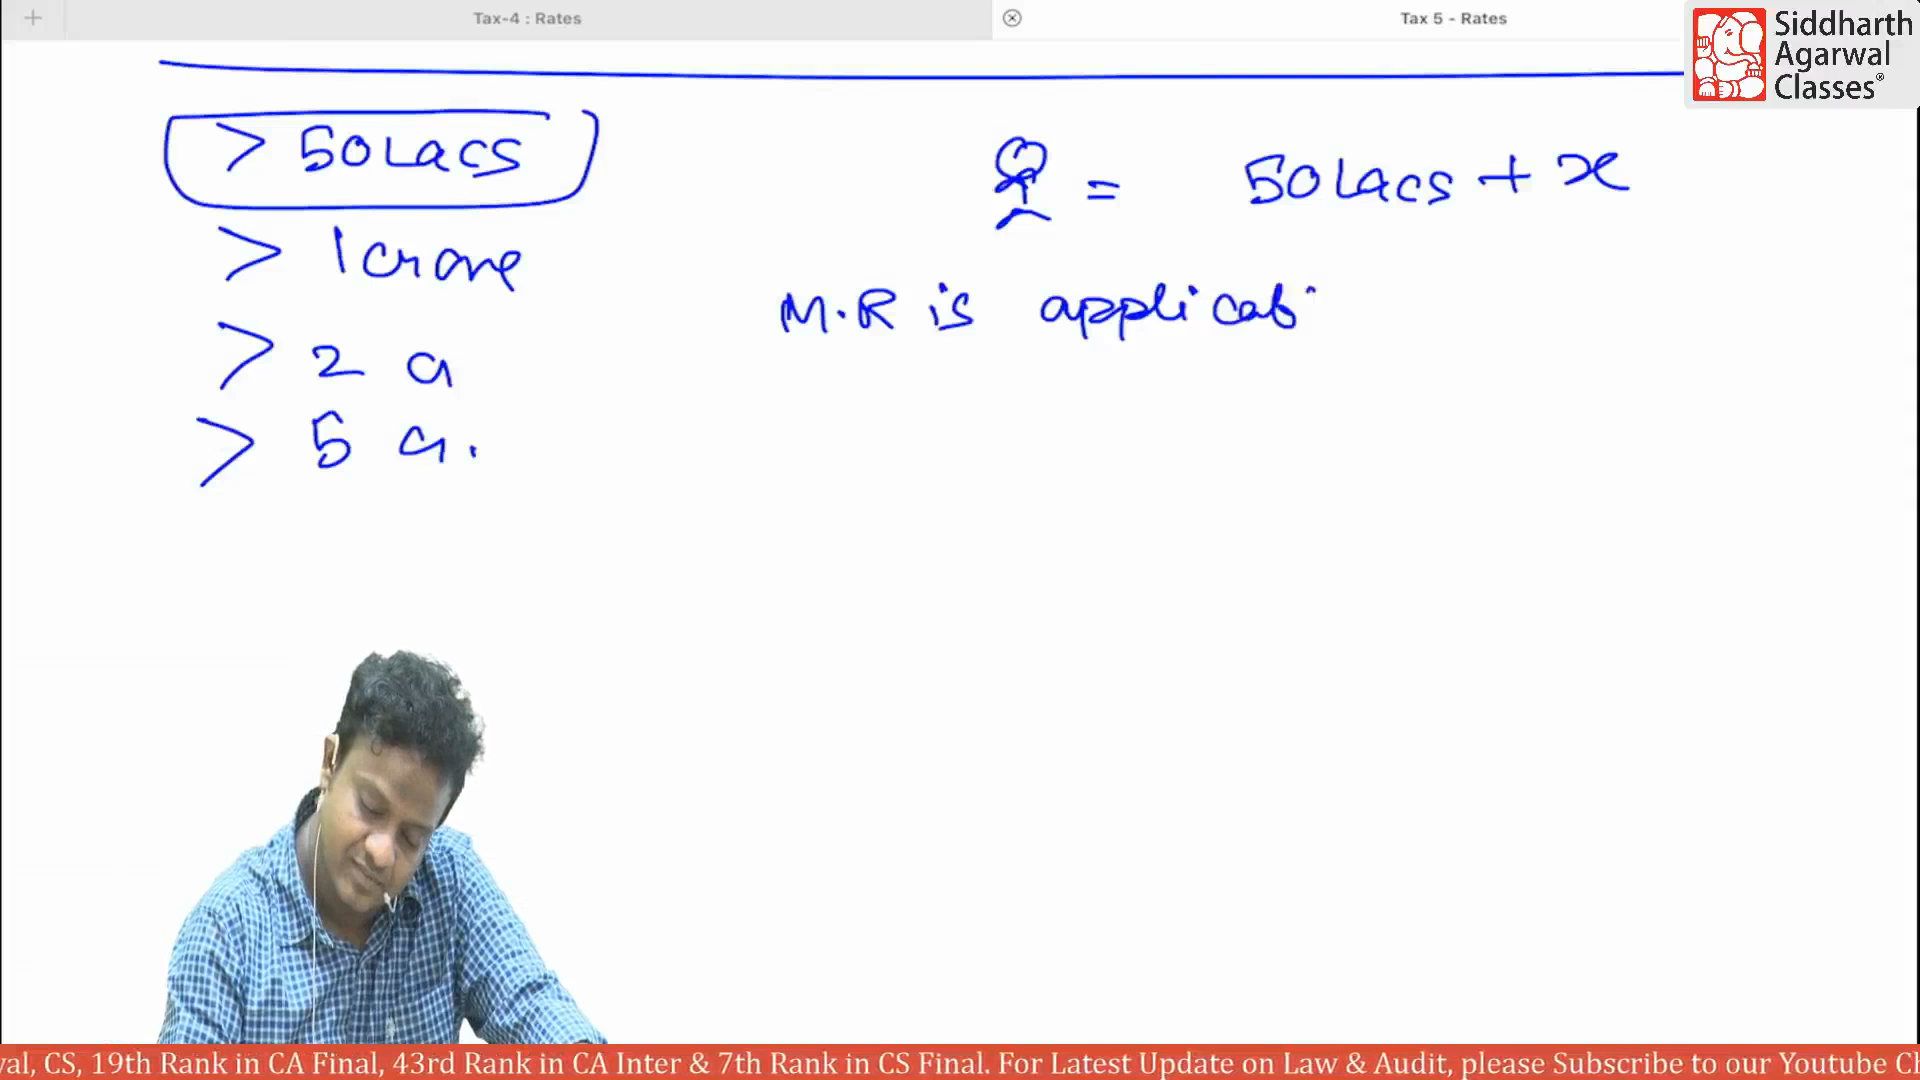 Tax-4 : Rates
Tax 5 - Rates
Siddharth
Agarwal
Classes®
> 50 Lacs
= 50 Lacs + x
> 1 crore
M.R is applicab
> 2 cr
> 5 cr.
val, CS, 19th Rank in CA Final, 43rd Rank in CA Inter & 7th Rank in CS Final. For Latest Update on Law & Audit, please Subscribe to our Youtube Ch